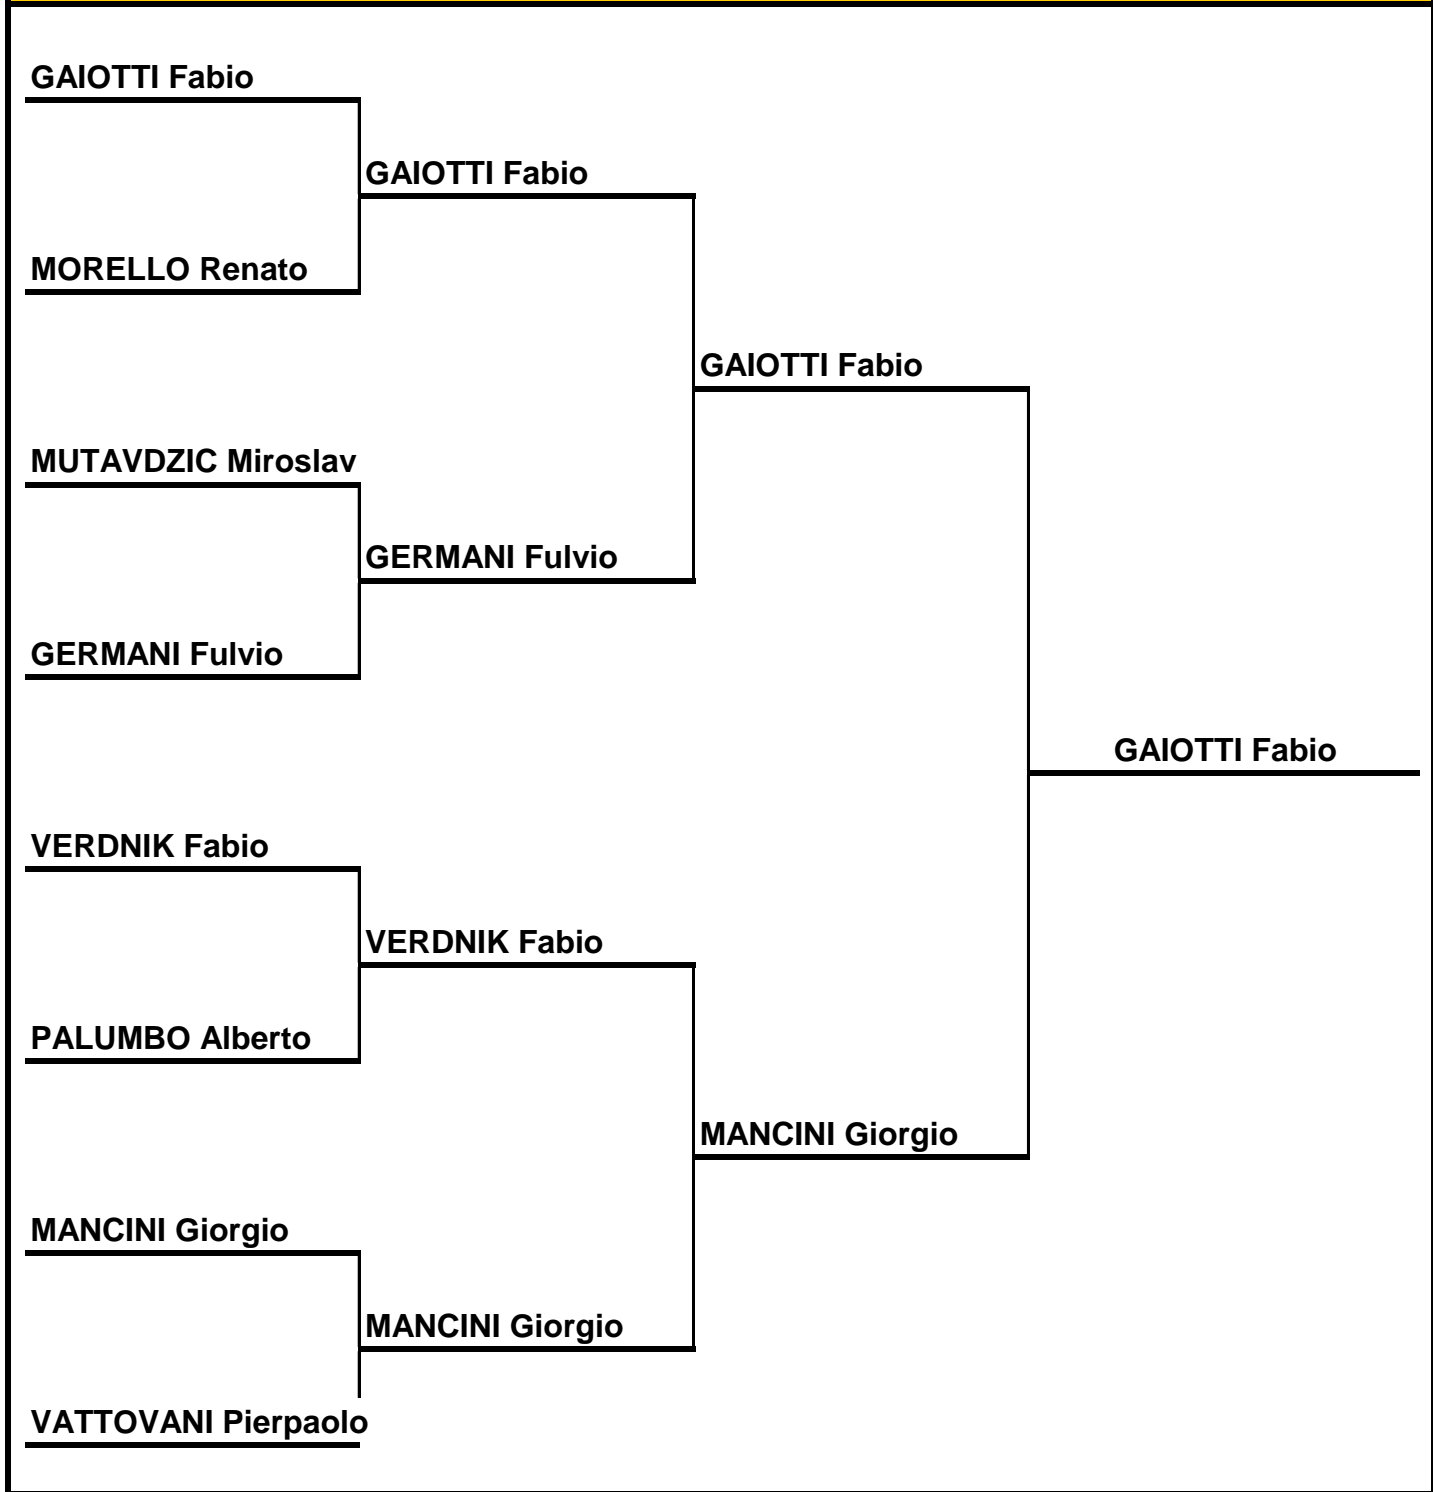 GAIOTTI Fabio
GAIOTTI Fabio
MORELLO Renato
GAIOTTI Fabio
MUTAVDZIC Miroslav
GERMANI Fulvio
GERMANI Fulvio
GAIOTTI Fabio
VERDNIK Fabio
VERDNIK Fabio
PALUMBO Alberto
MANCINI Giorgio
MANCINI Giorgio
MANCINI Giorgio
VATTOVANI Pierpaolo